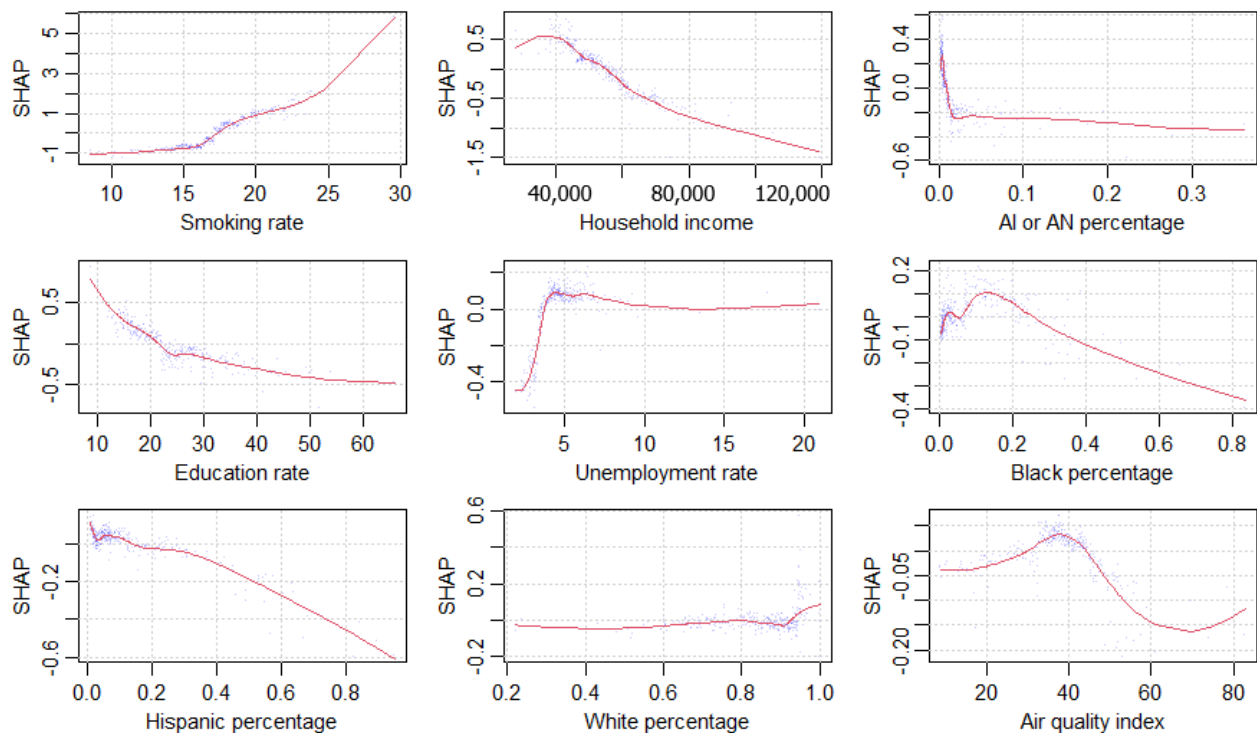 SHAP
5
3
1
-1
10 15 20 25 30
Smoking rate
SHAP
0.5
-0.5
-1.5
40,000 80,000 120,000
Household income
SHAP
0.4
0.0
-0.6
0.0 0.1 0.2 0.3
AI or AN percentage
SHAP
0.5
-0.5
10 20 30 40 50 60
Education rate
SHAP
0.0
-0.4
5 10 15 20
Unemployment rate
SHAP
0.2
-0.1
-0.4
0.0 0.2 0.4 0.6 0.8
Black percentage
SHAP
-0.2
-0.6
0.0 0.2 0.4 0.6 0.8
Hispanic percentage
SHAP
0.6
0.2
-0.2
0.2 0.4 0.6 0.8 1.0
White percentage
SHAP
-0.05
-0.20
20 40 60 80
Air quality index